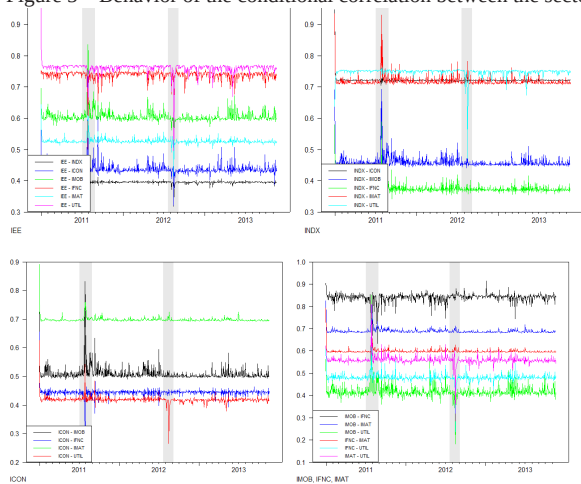 Figure 3 – Behavior of the conditional correlation between the secto
0.9
0.8
0.7
0.6
0.5
0.4
0.3
IEE - INDX
IEE - ICON
IEE - IMOB
IEE - IFNC
IEE - IMAT
IEE - UTIL
2011
2012
2013
IEE
0.9
0.8
0.7
0.6
0.5
0.4
0.3
INDX - ICON
INDX - IMOB
INDX - IFNC
INDX - IMAT
INDX - UTIL
2011
2012
2013
INDX
0.9
0.8
0.7
0.6
0.5
0.4
0.3
0.2
ICON - IMOB
ICON - IFNC
ICON - IMAT
ICON - UTIL
2011
2012
2013
ICON
1.0
0.9
0.8
0.7
0.6
0.5
0.4
0.3
0.2
0.1
IMOB - IFNC
IMOB - IMAT
IMOB - UTIL
IFNC - IMAT
IFNC - UTIL
IMAT - UTIL
2011
2012
2013
IMOB, IFNC, IMAT